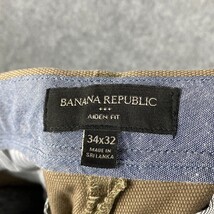 BANANA REPUBLIC
AIDEN FIT
34x32
MADE IN
SRI LANKA